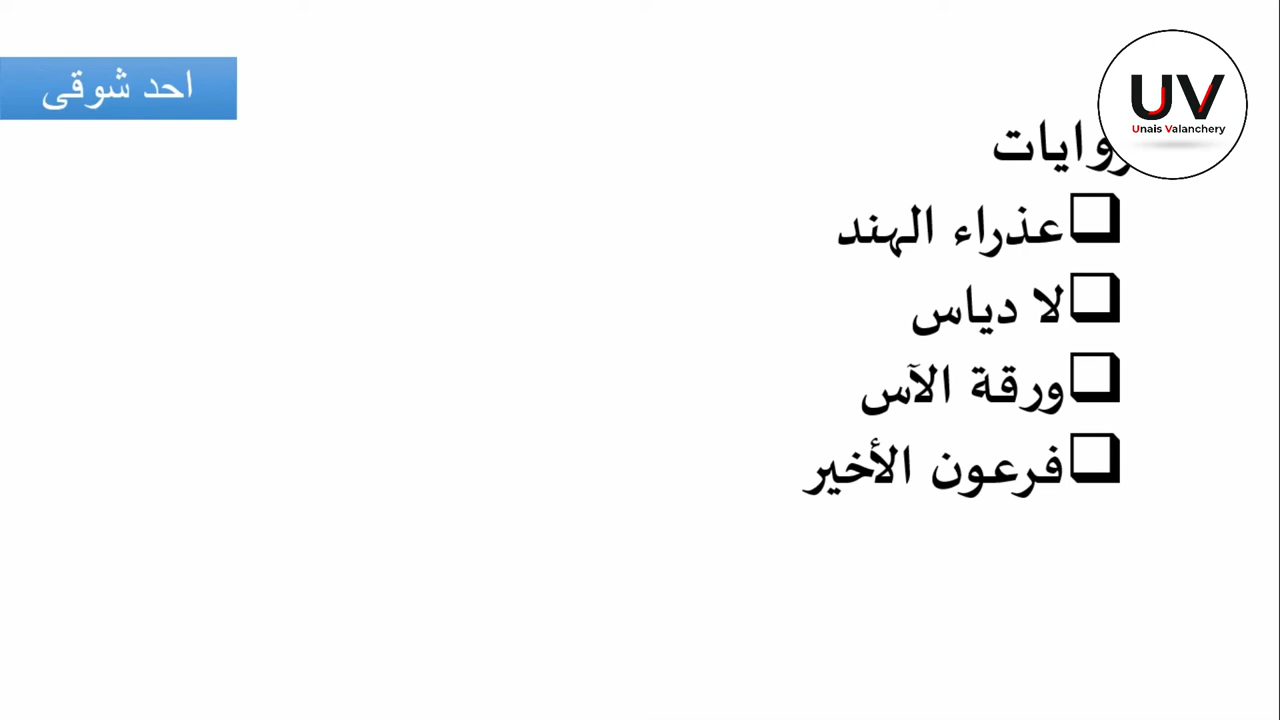 احد شوقى
UV
Unais Valanchery
روايات
عذراء الهند
لا دياس
ورقة الآس
فرعون الأخير